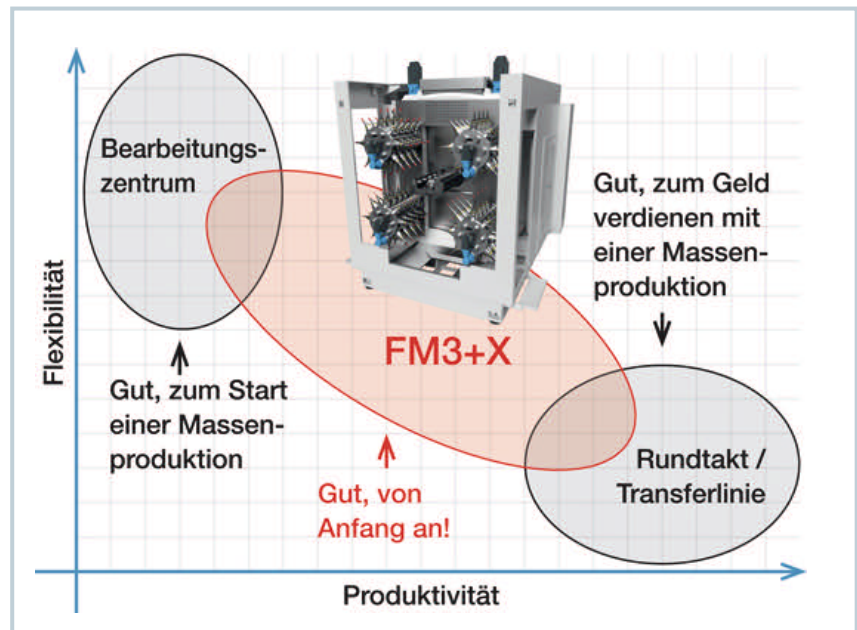 Bearbeitungs-
zentrum
Gut, zum Geld
verdienen mit
einer Massen-
produktion
Flexibilität
FM3+X
Gut, zum Start
einer Massen-
produktion
Gut, von
Anfang an!
Rundtakt /
Transferlinie
Produktivität